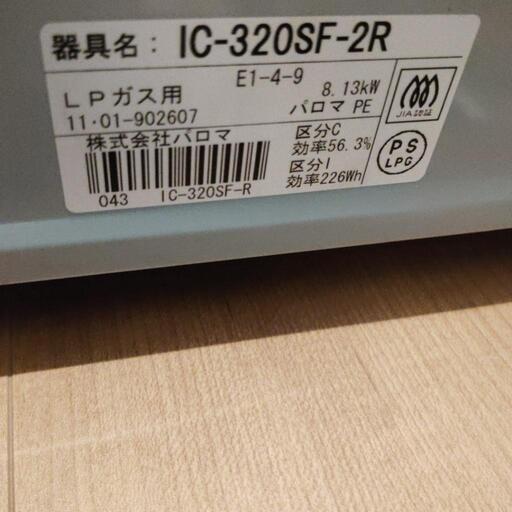 器具名: IC-320SF-2R
E1-4-9
LPガス用 8.13kW
11·01-902607 パロマ PE
株式会社パロマ
区分C
効率56.3%
区分I
効率226Wh
043 IC-320SF-R
JIA認証
PS
LPG